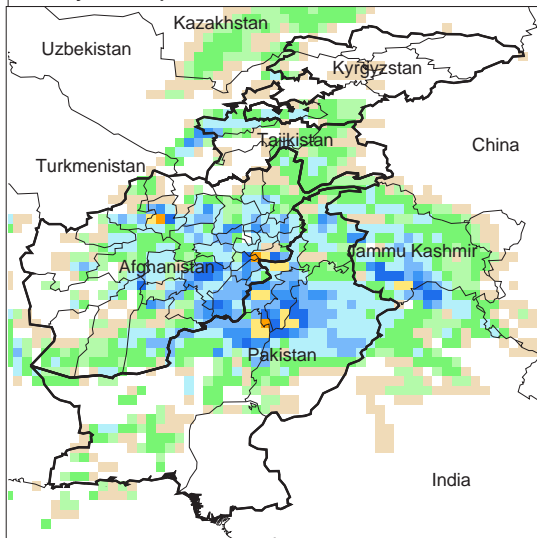 Kazakhstan
Uzbekistan
Kyrgyzstan
Tajikistan
China
Turkmenistan
Jammu Kashmir
Afghanistan
Pakistan
India